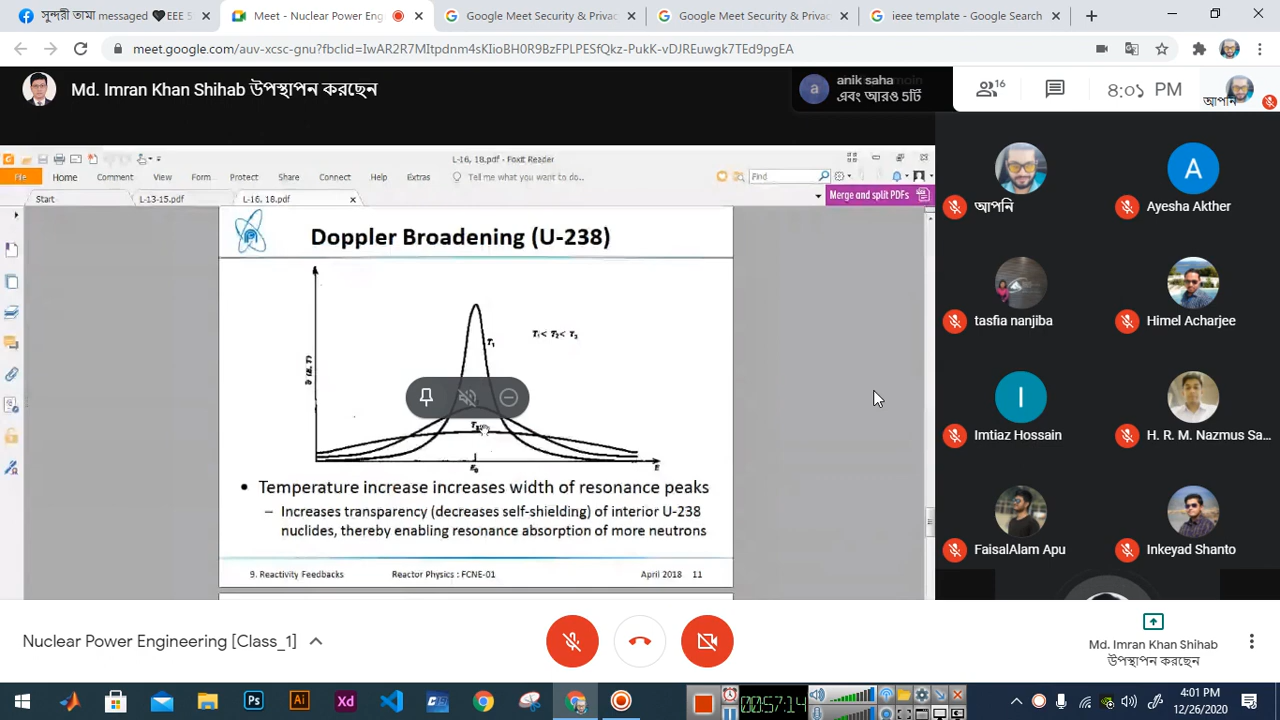 সুন্দরী তামা messaged 🖤EEE 5
Meet - Nuclear Power Eng
Google Meet Security & Privac
Google Meet Security & Privac
ieee template - Google Search
meet.google.com/auv-xcsc-gnu?fbclid=IwAR2R7MItpdnm4sKIioBH0R9BzFPLPESfQkz-PukK-vDJREuwgk7TEd9pgEA
Md. Imran Khan Shihab উপস্থাপন করছেন
anik saha
এবং আরও 5টি
16
8:০১ PM
আপনি
L-16, 18.pdf - Foxit Reader
File
Home
Comment
View
Form
Protect
Share
Connect
Help
Extras
Tell me what you want to do...
Find
Start
L-13-15.pdf
L-16, 18.pdf
Merge and split PDFs
Doppler Broadening (U-238)
T₁ < T₂ < T₃
T₁
E₀
E
• Temperature increase increases width of resonance peaks
– Increases transparency (decreases self-shielding) of interior U-238
nuclides, thereby enabling resonance absorption of more neutrons
9. Reactivity Feedbacks
Reactor Physics : FCNE-01
April 2018 11
আপনি
A
Ayesha Akther
tasfia nanjiba
Himel Acharjee
I
Imtiaz Hossain
H. R. M. Nazmus Sa...
FaisalAlam Apu
Inkeyad Shanto
Nuclear Power Engineering [Class_1]
Md. Imran Khan Shihab
উপস্থাপন করছেন
Ps
Ai
Xd
00:57:14
4:01 PM
12/26/2020